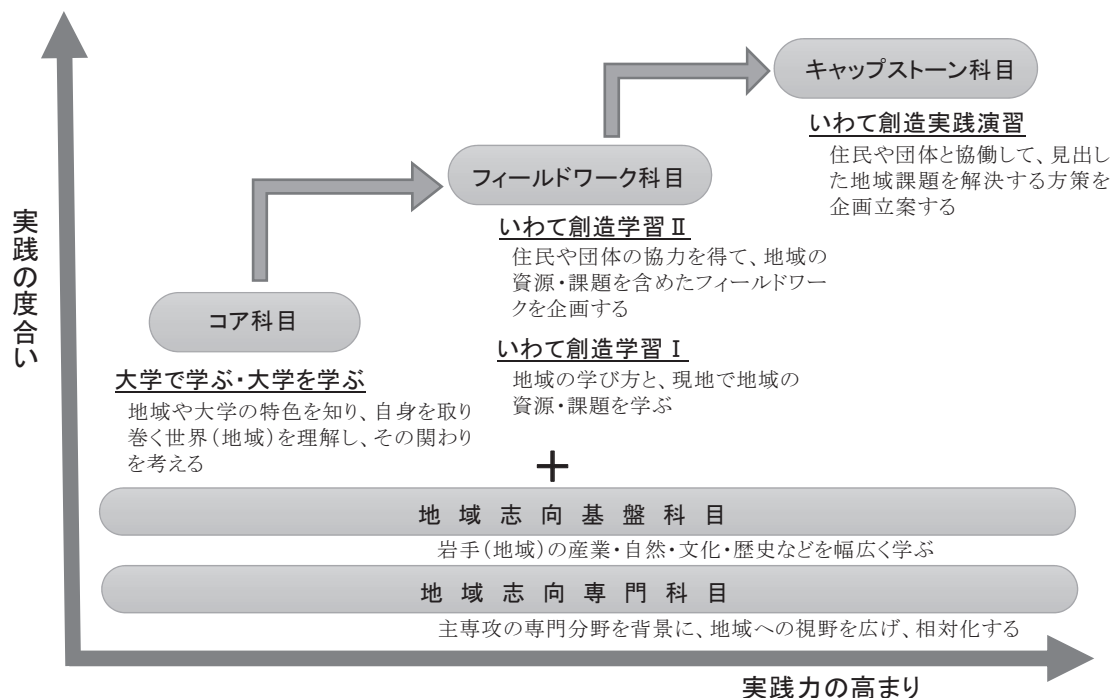 キャップストーン科目
いわて創造実践演習
住民や団体と協働して、見出し
た地域課題を解決する方策を
企画立案する
フィールドワーク科目
いわて創造学習Ⅱ
住民や団体の協力を得て、地域の
資源・課題を含めたフィールドワー
クを企画する
いわて創造学習Ⅰ
地域の学び方と、現地で地域の
資源・課題を学ぶ
コア科目
大学で学ぶ・大学を学ぶ
地域や大学の特色を知り、自身を取り
巻く世界(地域)を理解し、その関わり
を考える
+
地域志向基盤科目
岩手(地域)の産業・自然・文化・歴史などを幅広く学ぶ
地域志向専門科目
主専攻の専門分野を背景に、地域への視野を広げ、相対化する
実践の度合い
実践力の高まり